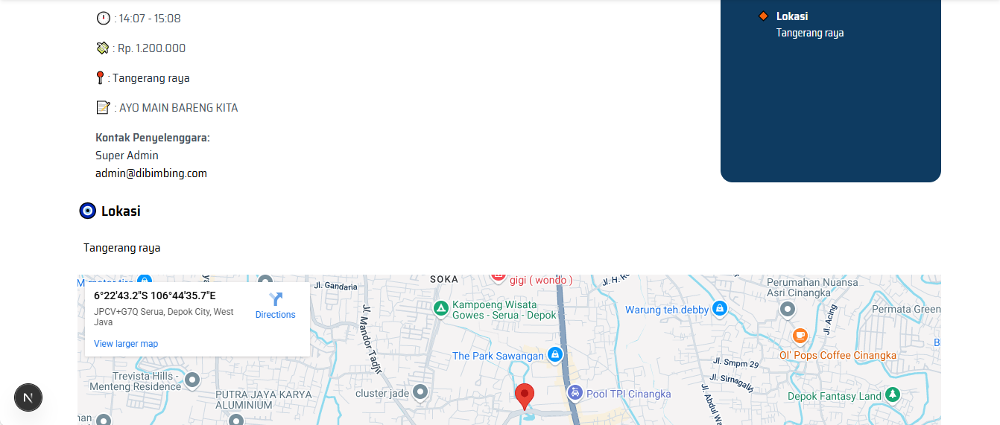 : 14:07 - 15:08
: Rp. 1.200.000
: Tangerang raya
: AYO MAIN BARENG KITA
Kontak Penyelenggara:
Super Admin
admin@dibimbing.com
Lokasi
Tangerang raya
Lokasi
Tangerang raya
6°22'43.2"S 106°44'35.7"E
JPCV+G7Q Serua, Depok City, West
Java
Directions
View larger map
Jl. Gandaria
SOKA
gigi ( wondo )
Perumahan Nuansa
Asri Cinangka
Kampoeng Wisata
Gowes - Serua - Depok
Warung teh debby
Permata Green
Jl. Mandor Tadjir
Jl. Acing
The Park Sawangan
Ol' Pops Coffee Cinangka
Jl. Smpm 29
Trevista Hills -
Menteng Residence
Jl. Simagalih
PUTRA JAYA KARYA
ALUMINIUM
cluster jade
Pool TPI Cinangka
Depok Fantasy Land
N